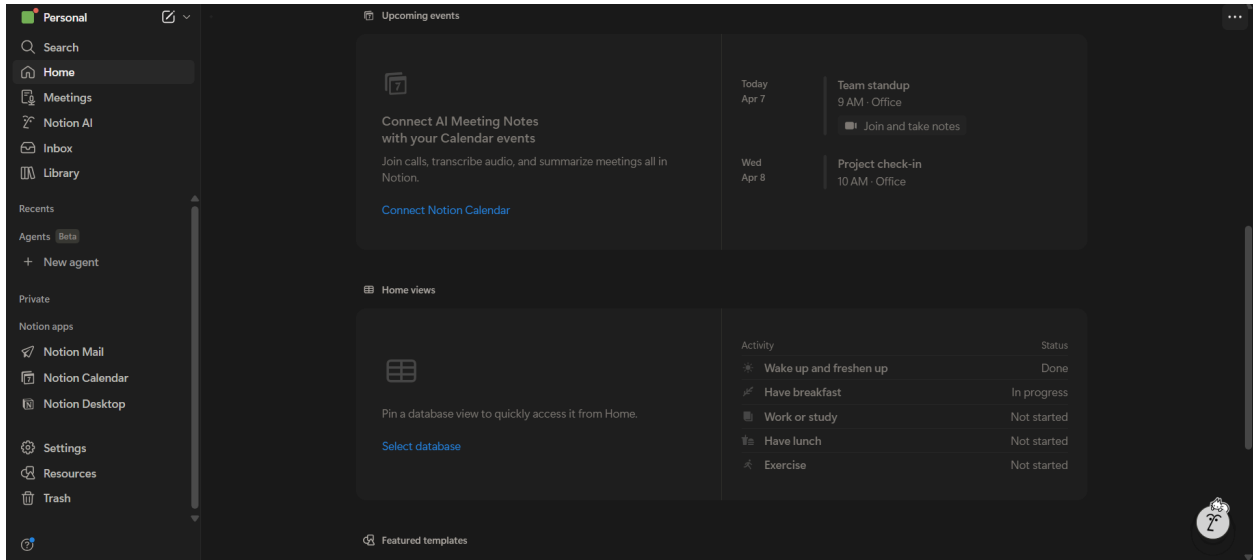 Personal
Search
Home
Meetings
Notion AI
Inbox
Library
Recents
Agents Beta
New agent
Private
Notion apps
Notion Mail
7
Notion Calendar
Notion Desktop
Settings
Resources
Trash
7
Upcoming events
7
Connect AI Meeting Notes
with your Calendar events
Join calls, transcribe audio, and summarize meetings all in
Notion.
Connect Notion Calendar
Today
Apr 7
Team standup
9 AM · Office
Join and take notes
Wed
Apr 8
Project check-in
10 AM · Office
Home views
Pin a database view to quickly access it from Home.
Select database
Activity Status
Wake up and freshen up Done
Have breakfast In progress
Work or study Not started
Have lunch Not started
Exercise Not started
Featured templates